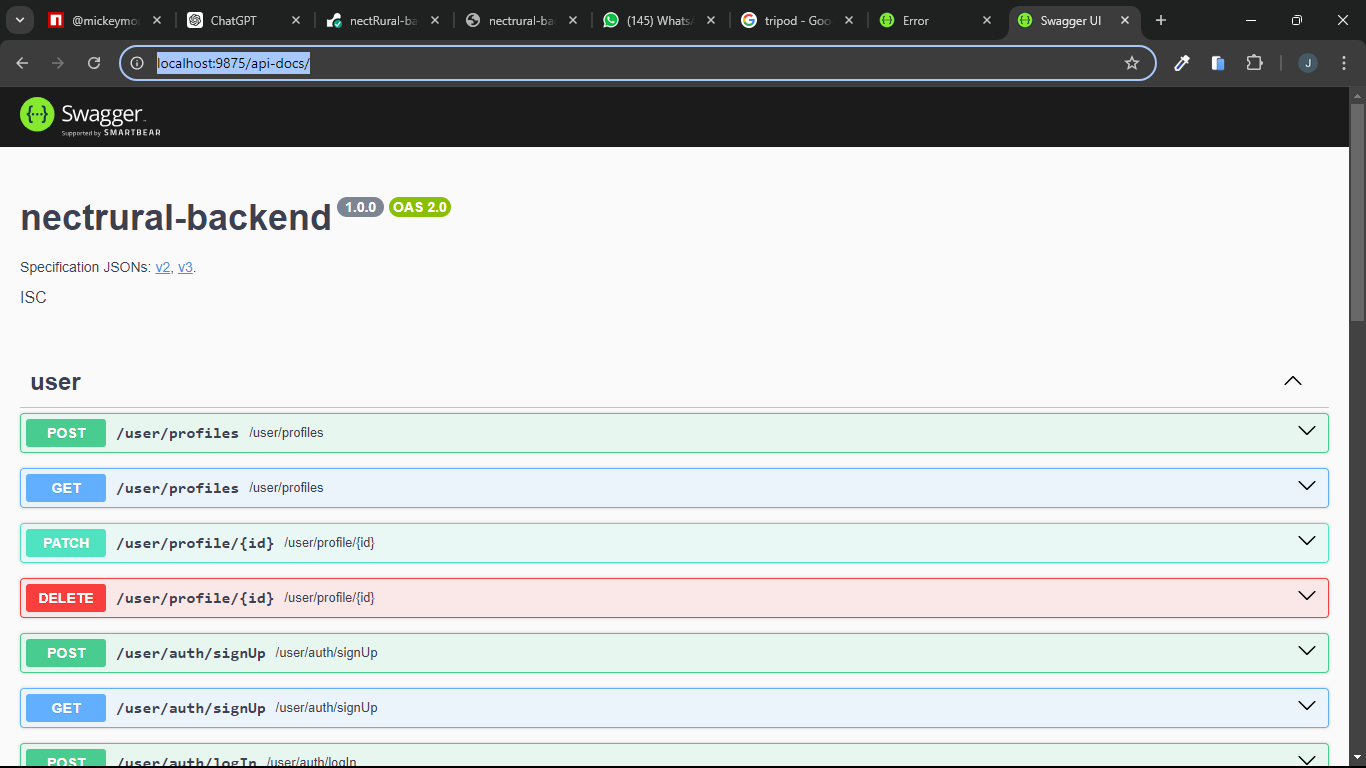 @mickeymou
ChatGPT
nectRural-ba
nectrural-ba
(145) Whats
tripod - Goo
Error
Swagger UI
localhost:9875/api-docs/
J
Swagger
Supported by SMARTBEAR
nectrural-backend 1.0.0 OAS 2.0
Specification JSONs: v2, v3.
ISC
user
POST /user/profiles /user/profiles
GET /user/profiles /user/profiles
PATCH /user/profile/{id} /user/profile/{id}
DELETE /user/profile/{id} /user/profile/{id}
POST /user/auth/signUp /user/auth/signUp
GET /user/auth/signUp /user/auth/signUp
POST /user/auth/logIn /user/auth/logIn